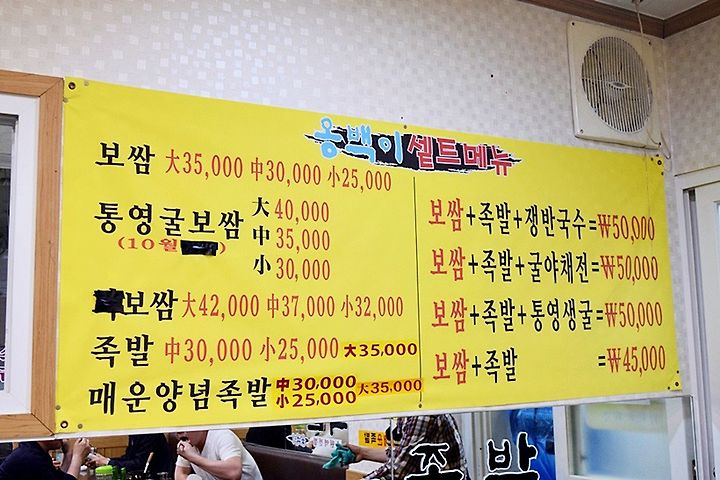 옹백이 셑트메뉴
보쌈 大35,000 中30,000 小25,000
통영굴보쌈 大 40,000
(10월 )
中 35,000
小 30,000
보쌈 大42,000 中37,000 小32,000
족발 中30,000 小25,000 大35,000
매운양념족발 中30,000 大35,000
小25,000
보쌈+족발+쟁반국수=₩50,000
보쌈+족발+굴야채전=₩50,000
보쌈+족발+통영생굴=₩50,000
보쌈+족발 =₩45,000
족발